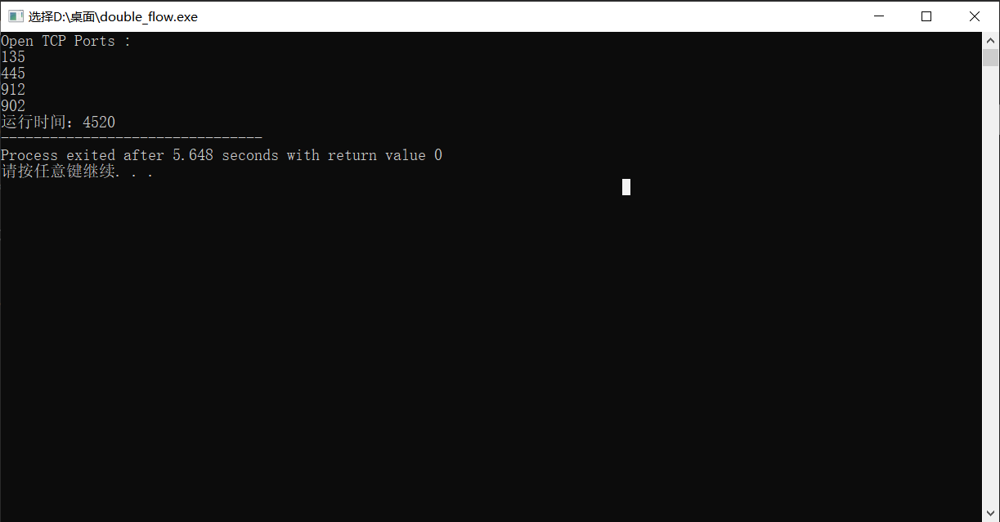 选择D:\桌面\double_flow.exe
Open TCP Ports :
135
445
912
902
运行时间：4520
--------------------------------
Process exited after 5.648 seconds with return value 0
请按任意键继续. . .